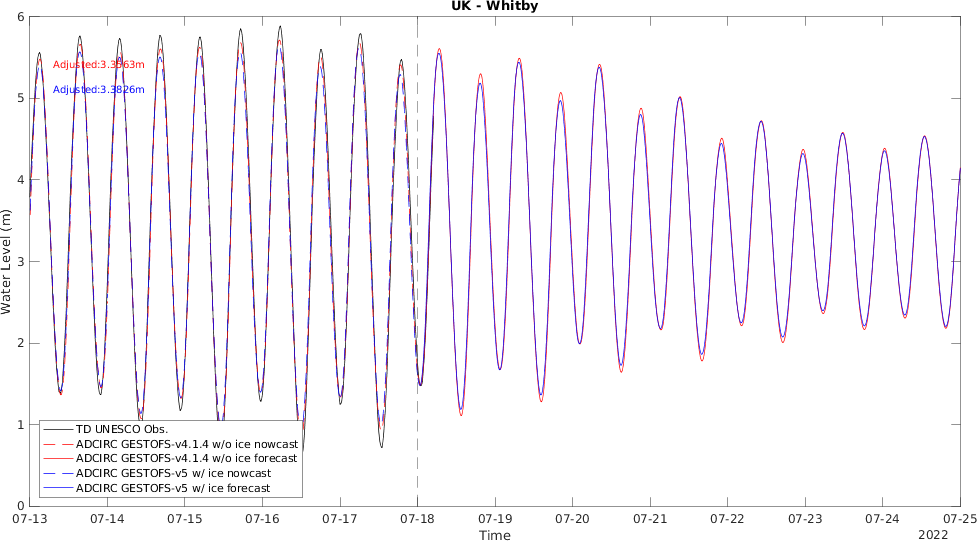 UK - Whitby
6
5
4
3
2
1
0
Water Level (m)
Adjusted:3.3563m
Adjusted:3.3826m
TD UNESCO Obs.
ADCIRC GESTOFS-v4.1.4 w/o ice nowcast
ADCIRC GESTOFS-v4.1.4 w/o ice forecast
ADCIRC GESTOFS-v5 w/ ice nowcast
ADCIRC GESTOFS-v5 w/ ice forecast
07-13 07-14 07-15 07-16 07-17 07-18 07-19 07-20 07-21 07-22 07-23 07-24 07-25
Time
2022